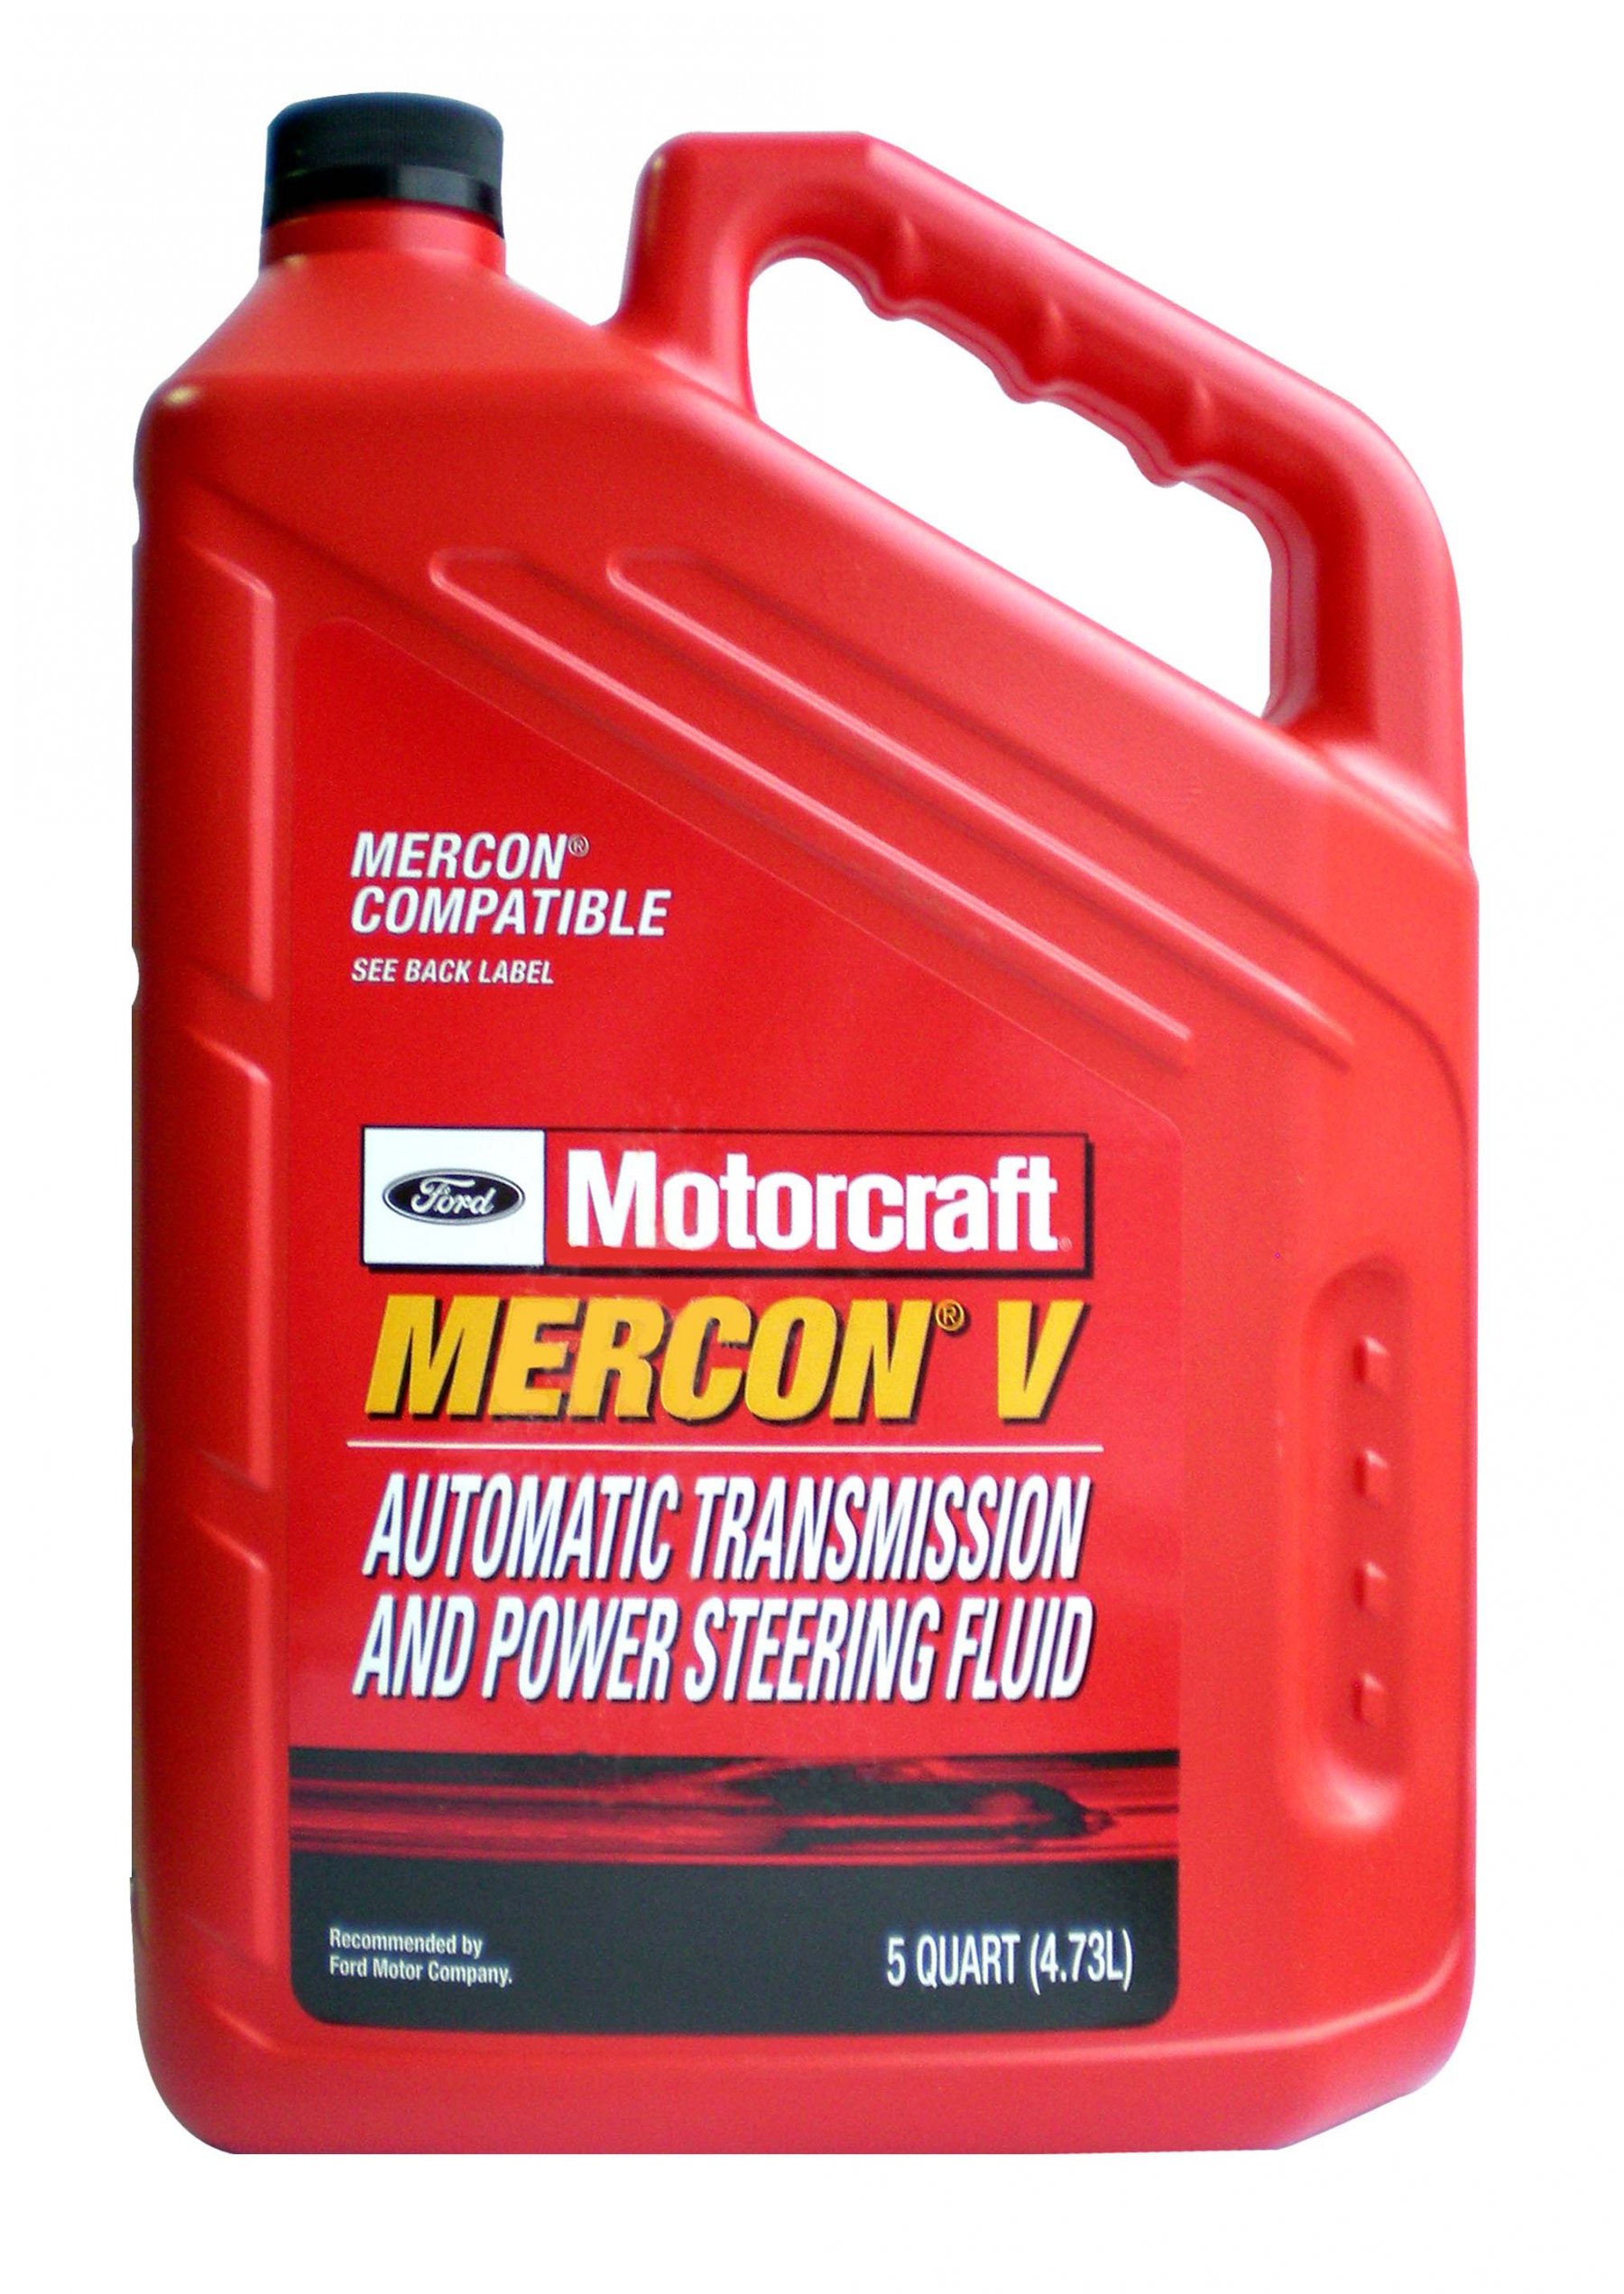 MERCON®
COMPATIBLE
SEE BACK LABEL
Ford Motorcraft®
MERCON® V
AUTOMATIC TRANSMISSION
AND POWER STEERING FLUID
Recommended by
Ford Motor Company.
5 QUART (4.73L)